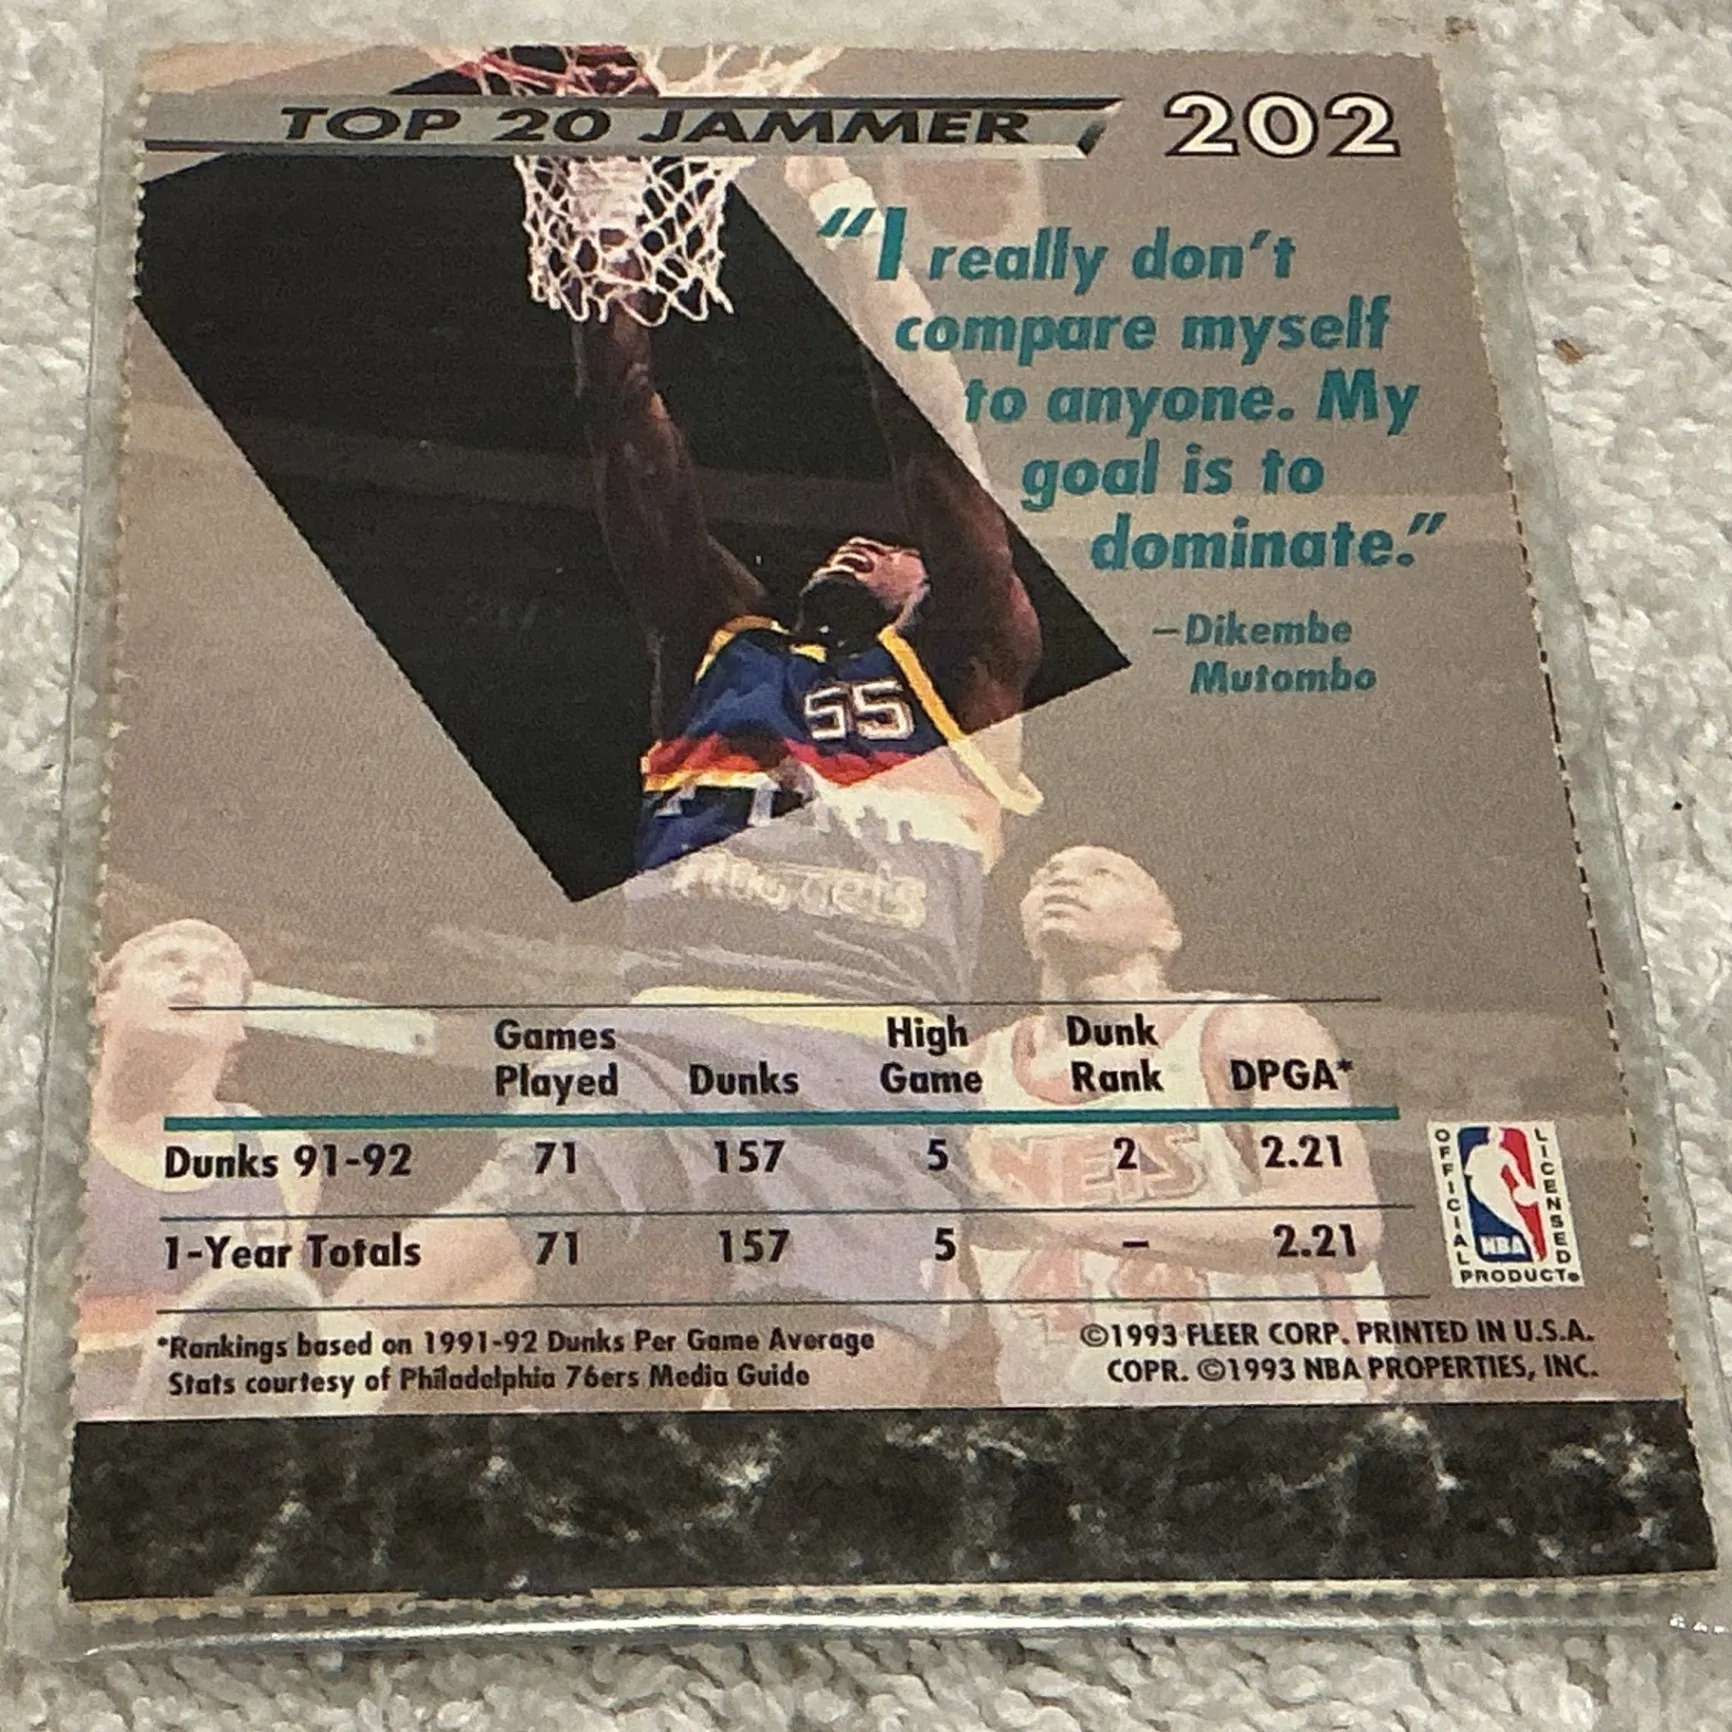 TOP 20 JAMMER 202
"I really don't
compare myself
to anyone. My
goal is to
dominate."
–Dikembe
Mutombo
55
Nuggets
Games Played Dunks High Game Dunk Rank DPGA*
Dunks 91-92 71 157 5 2 2.21
1-Year Totals 71 157 5 – 2.21
NETS
44
OFFICIAL LICENSED
NBA
PRODUCT®
*Rankings based on 1991-92 Dunks Per Game Average
Stats courtesy of Philadelphia 76ers Media Guide
©1993 FLEER CORP. PRINTED IN U.S.A.
COPR. ©1993 NBA PROPERTIES, INC.